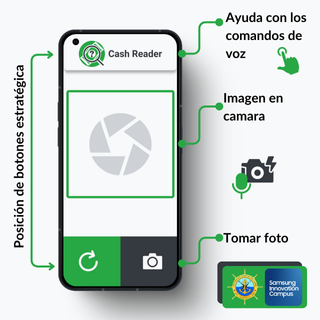 Ayuda con los
comandos de
voz
Cash Reader
Imagen en
camara
Posición de botones estratégica
Tomar foto
Samsung
Innovation
Campus